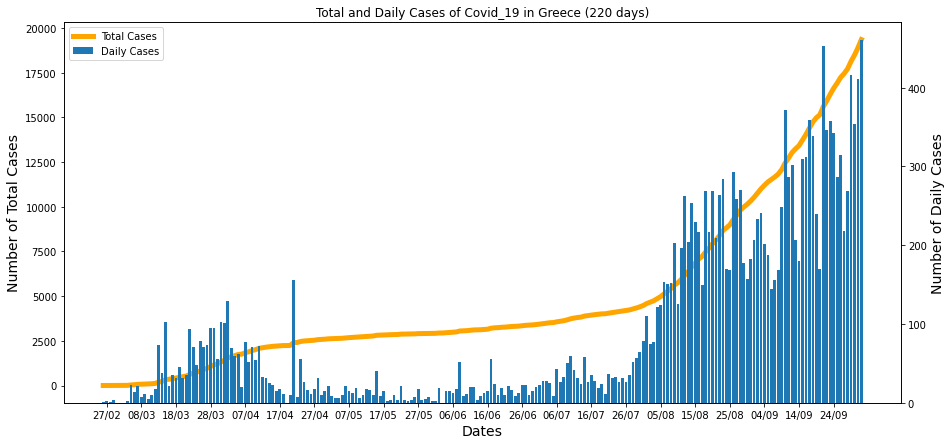 Total and Daily Cases of Covid_19 in Greece (220 days)
Total Cases
Daily Cases
20000
17500
15000
12500
10000
7500
5000
2500
0
Number of Total Cases
400
300
200
100
0
Number of Daily Cases
27/02 08/03 18/03 28/03 07/04 17/04 27/04 07/05 17/05 27/05 06/06 16/06 26/06 06/07 16/07 26/07 05/08 15/08 25/08 04/09 14/09 24/09
Dates